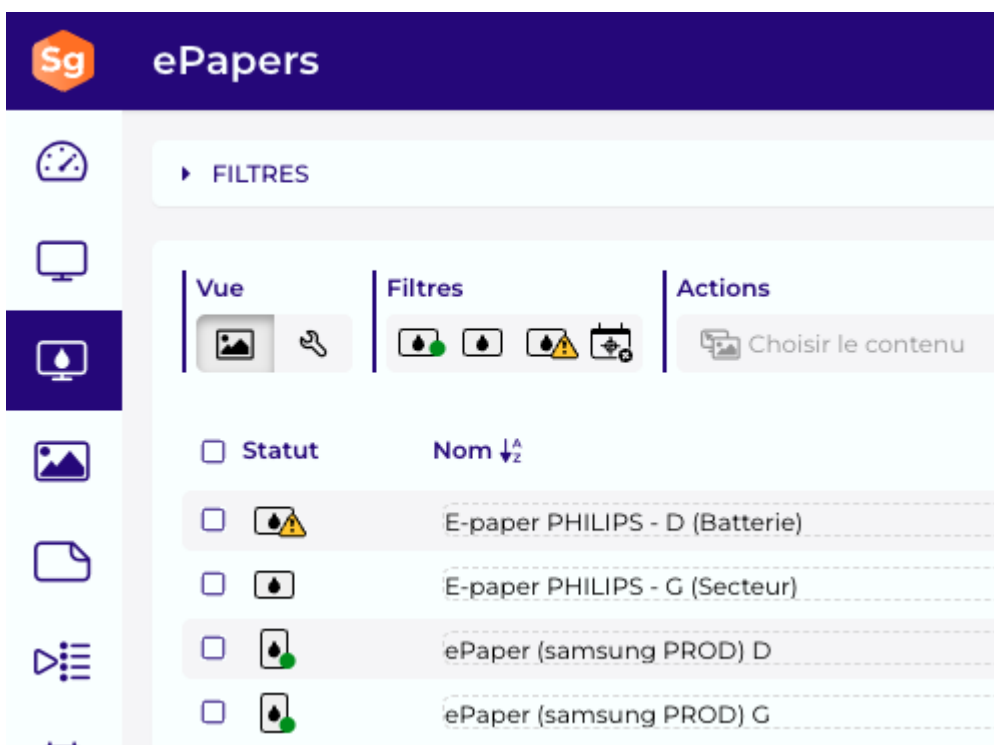 Sg
ePapers
FILTRES
Vue
Filtres
Actions
Choisir le contenu
Statut
Nom
E-paper PHILIPS - D (Batterie)
E-paper PHILIPS - G (Secteur)
ePaper (samsung PROD) D
ePaper (samsung PROD) G